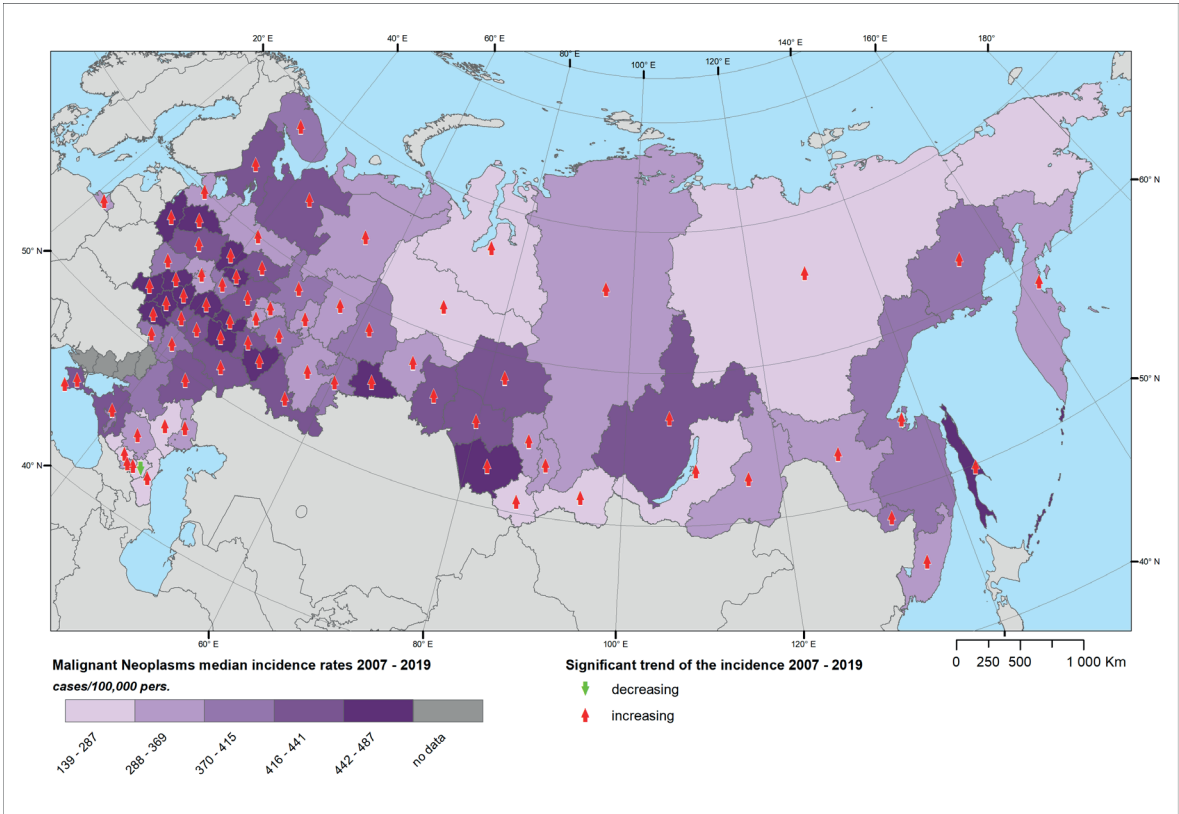 20° E 40° E 60° E 80° E 100° E 120° E 140° E 160° E 180°
60° N
50° N
50° N
40° N
40° N
60° E 80° E 100° E 120° E
Malignant Neoplasms median incidence rates 2007 - 2019
cases/100,000 pers.
139 - 287
288 - 369
370 - 415
416 - 441
442 - 487
no data
Significant trend of the incidence 2007 - 2019
decreasing
increasing
0 250 500 1 000 Km